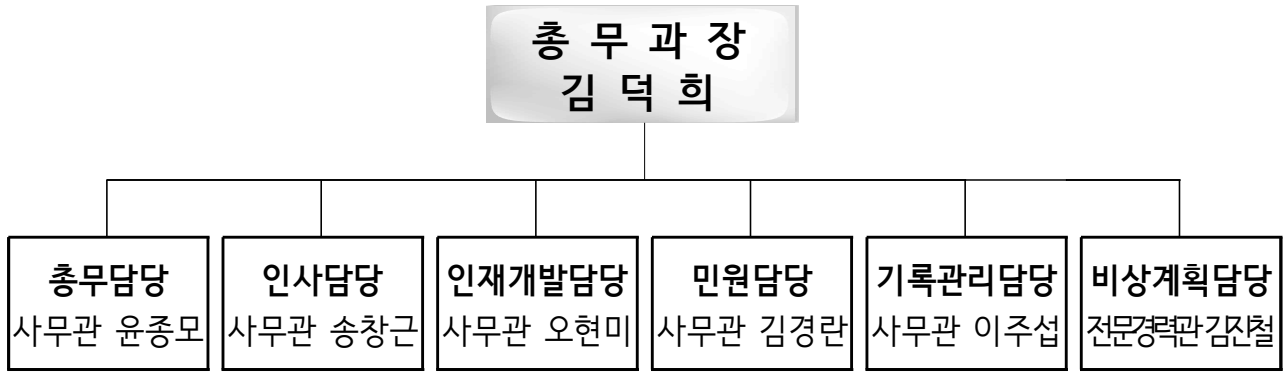 총 무 과 장
김 덕 희
총무담당
사무관 윤종모
인사담당
사무관 송창근
인재개발담당
사무관 오현미
민원담당
사무관 김경란
기록관리담당
사무관 이주섭
비상계획담당
전문경력관 김진철